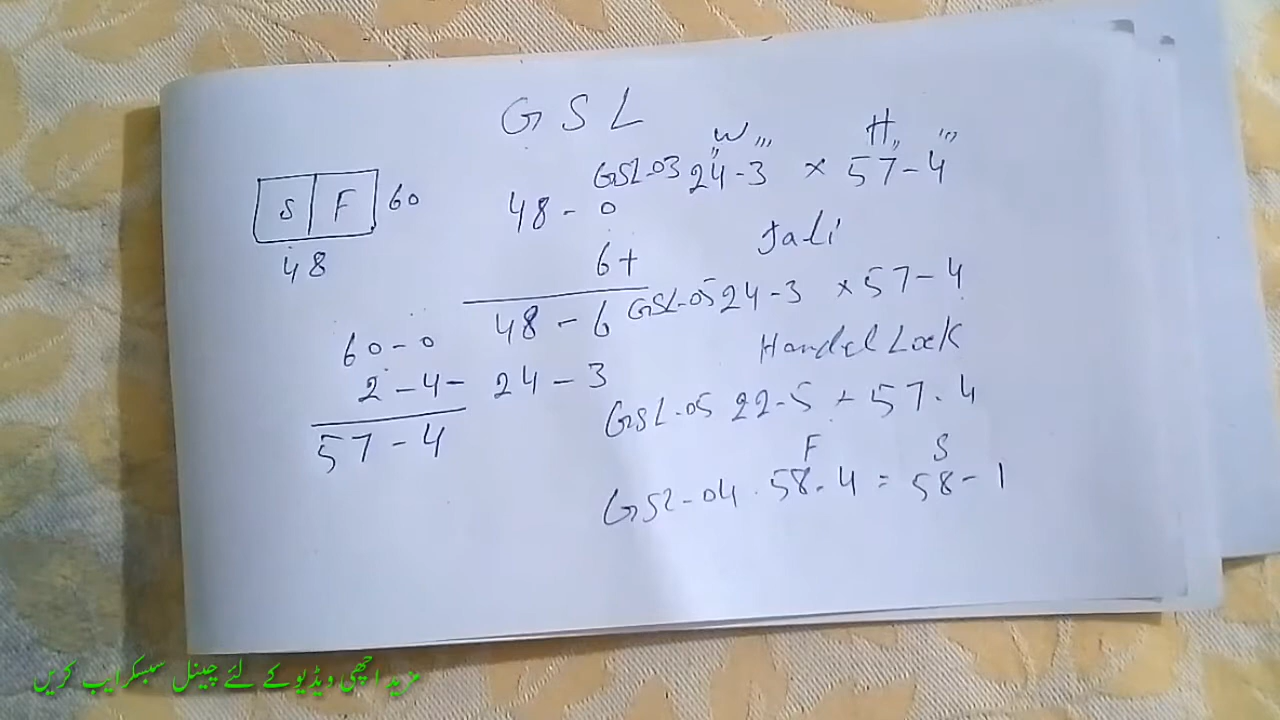 GSL
W''' H'' '''
GSL-03 24''-3 × 57-4
S F 60
48
48 - 0
6+
48 - 6
24 - 3
Jali
GSL-05 24-3 × 57-4
60-0
2-4-
57-4
Handel Lock
GSL-05 22-5 - 57.4
F S
GSL-04 . 58-4 = 58-1
مزید اچھی ویڈیو کے لئے چینل سبسکرایب کریں